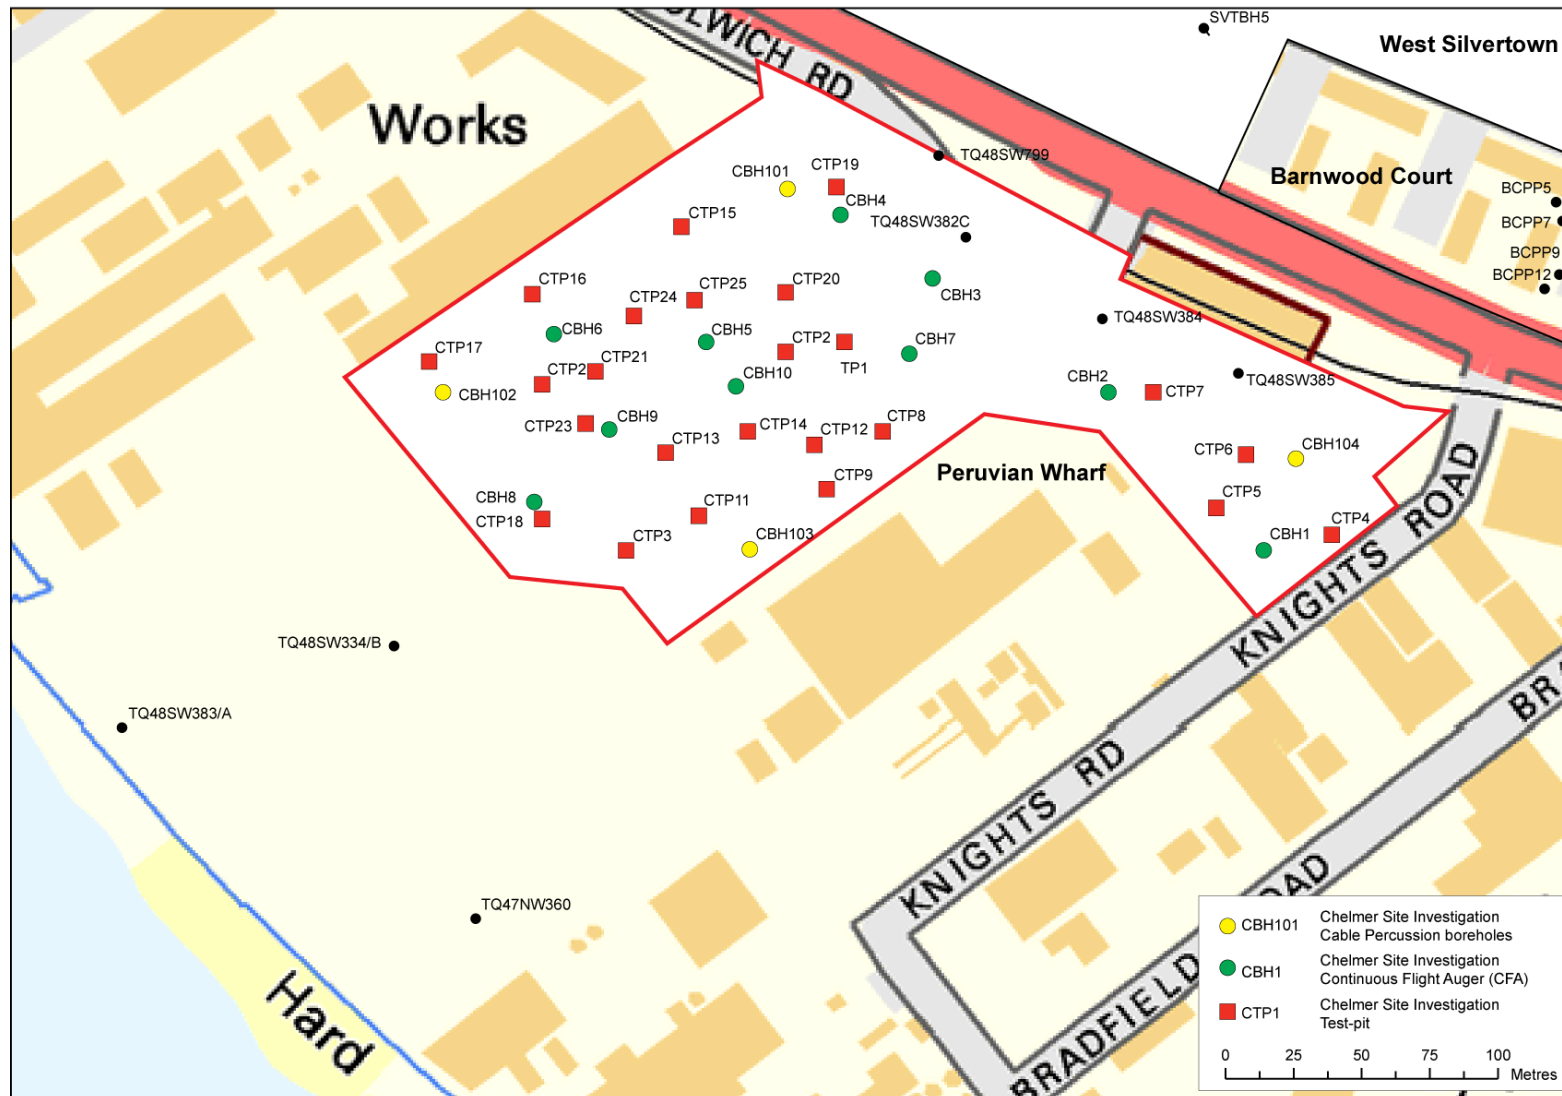 OLWICH RD
SVTBH5
West Silvertown
Works
TQ48SW799
Barnwood Court
CBH101
CTP19
CBH4
BCPP5
CTP15
TQ48SW382C
BCPP7
BCPP9
BCPP12
CTP16
CTP24
CTP25
CTP20
CBH3
TQ48SW384
CBH6
CBH5
CTP2
TP1
CBH7
CTP17
CTP21
CTP2
CBH10
CBH2
CTP7
TQ48SW385
CBH102
CTP23
CBH9
CTP14
CTP12
CTP8
CTP13
CTP6
CBH104
Peruvian Wharf
CTP9
CBH8
CTP18
CTP11
CTP5
CTP4
CTP3
CBH103
CBH1
KNIGHTS ROAD
TQ48SW334/B
TQ48SW383/A
KNIGHTS RD
BRA
TQ47NW360
BRADFIELD ROAD
Hard
CBH101 Chelmer Site Investigation
Cable Percussion boreholes
CBH1 Chelmer Site Investigation
Continuous Flight Auger (CFA)
CTP1 Chelmer Site Investigation
Test-pit
0 25 50 75 100
Metres